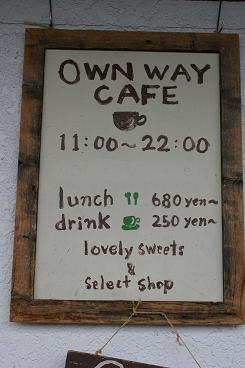 OWN WAY
CAFE
11:00~22:00
lunch 680 yen~
drink 250 yen~
lovely sweets
&
select shop